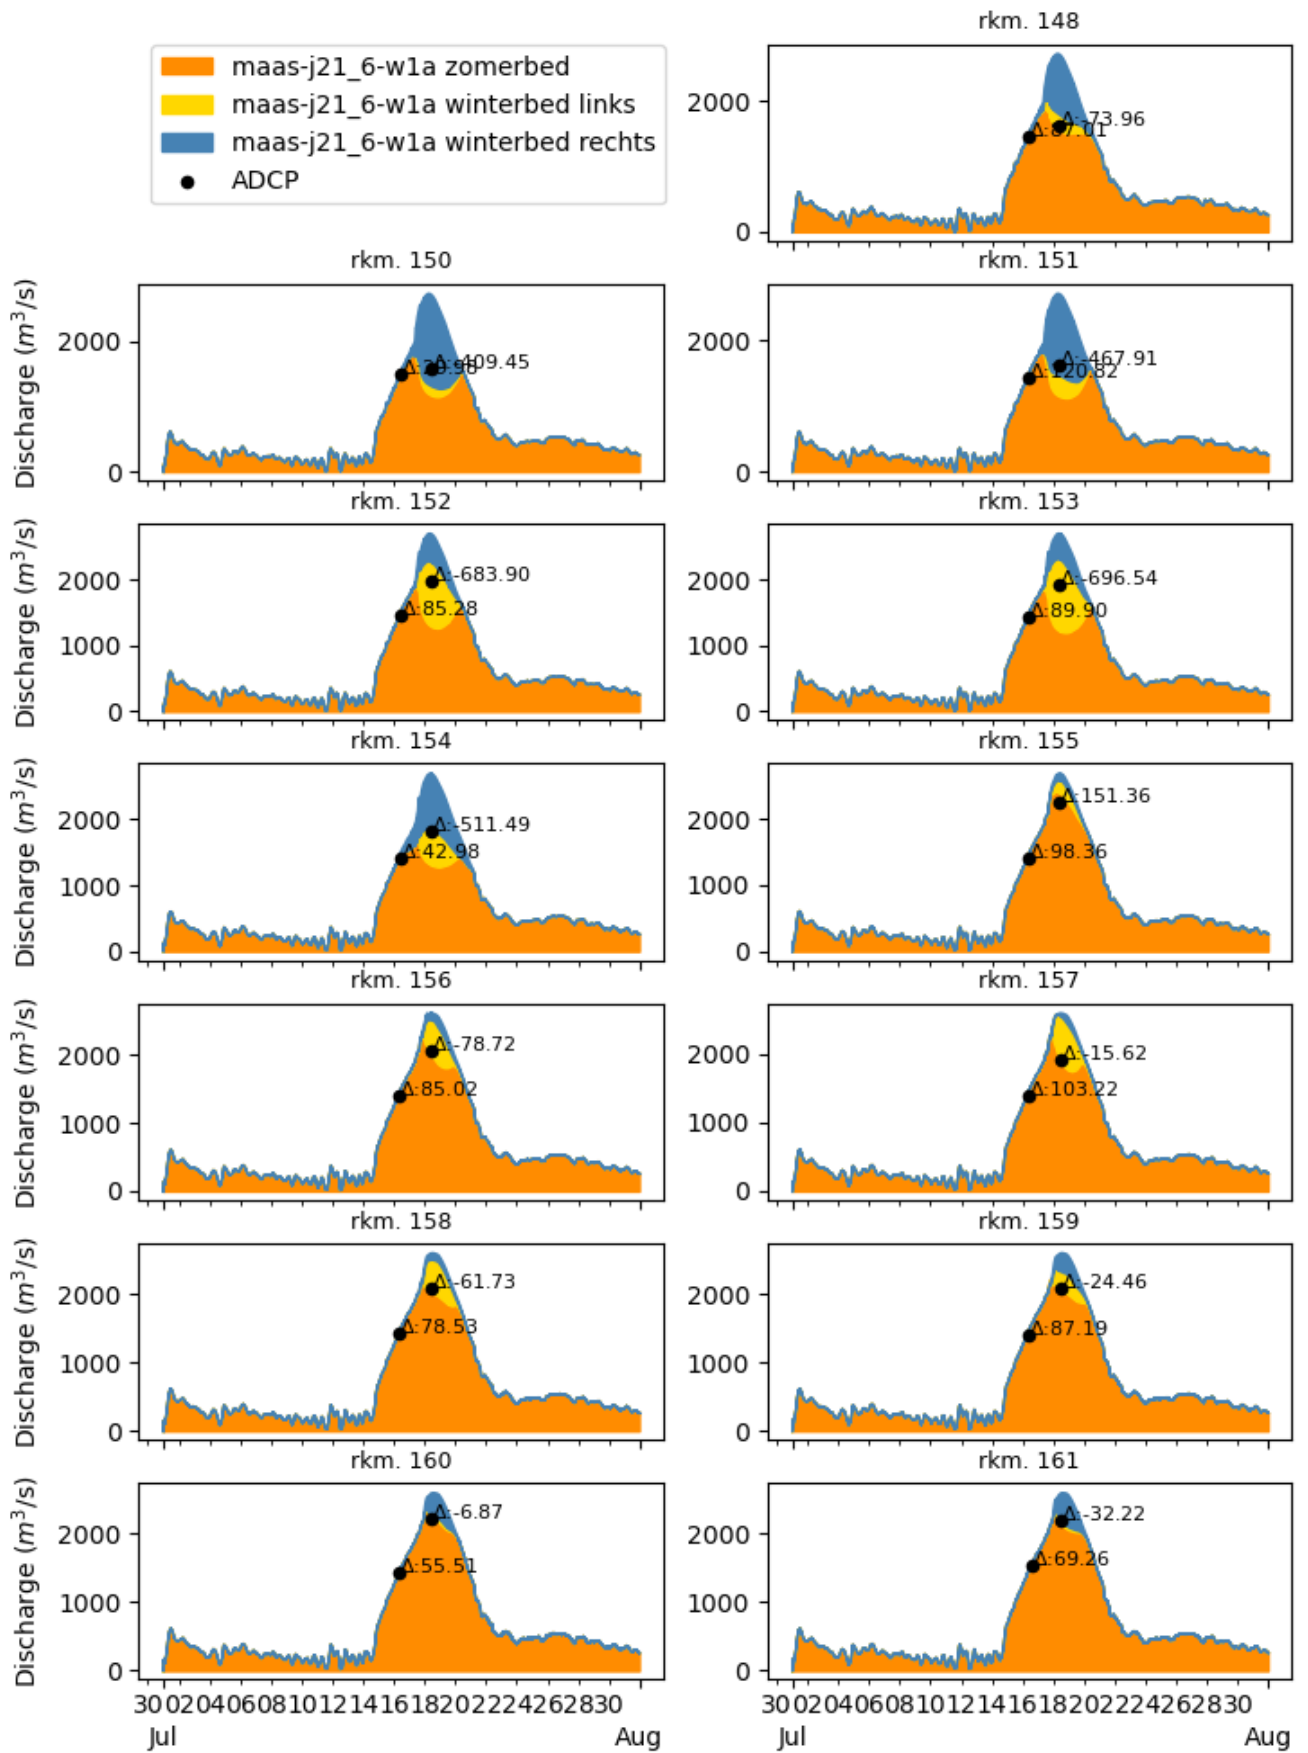 rkm. 148
maas-j21_6-w1a zomerbed
maas-j21_6-w1a winterbed links
maas-j21_6-w1a winterbed rechts
ADCP
2000
0
Δ:-73.96
Δ:87.01
rkm. 150
rkm. 151
Discharge (m³/s)
2000
0
Δ:-409.45
2000
0
Δ:-467.91
Δ:120.82
rkm. 152
rkm. 153
Discharge (m³/s)
2000
1000
0
Δ:-683.90
Δ:85.28
2000
1000
0
Δ:-696.54
Δ:89.90
rkm. 154
rkm. 155
Discharge (m³/s)
2000
1000
0
Δ:-511.49
Δ:42.98
2000
1000
0
Δ:151.36
Δ:98.36
rkm. 156
rkm. 157
Discharge (m³/s)
2000
1000
0
Δ:-78.72
Δ:85.02
2000
1000
0
Δ:-15.62
Δ:103.22
rkm. 158
rkm. 159
Discharge (m³/s)
2000
1000
0
Δ:-61.73
Δ:78.53
2000
1000
0
Δ:-24.46
Δ:87.19
rkm. 160
rkm. 161
Discharge (m³/s)
2000
1000
0
Δ:-6.87
Δ:55.51
30 02 04 06 08 10 12 14 16 18 20 22 24 26 28 30
Jul Aug
2000
1000
0
Δ:-32.22
Δ:69.26
30 02 04 06 08 10 12 14 16 18 20 22 24 26 28 30
Jul Aug